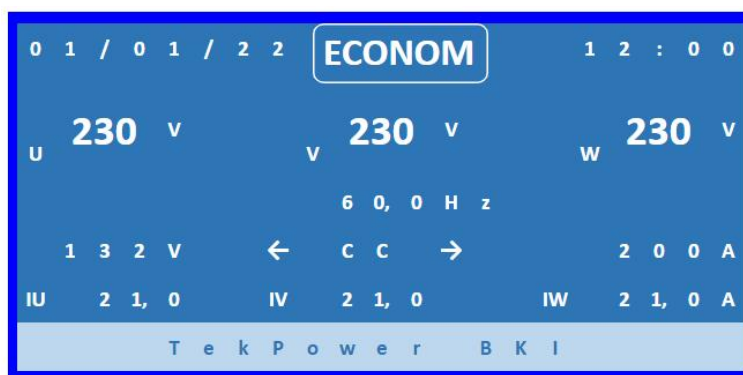 01/01/22 ECONOM 12:00
U 230 V V 230 V W 230 V
60,0Hz
132V ← CC → 200A
IU 21,0 IV 21,0 IW 21,0A
TekPower BKI